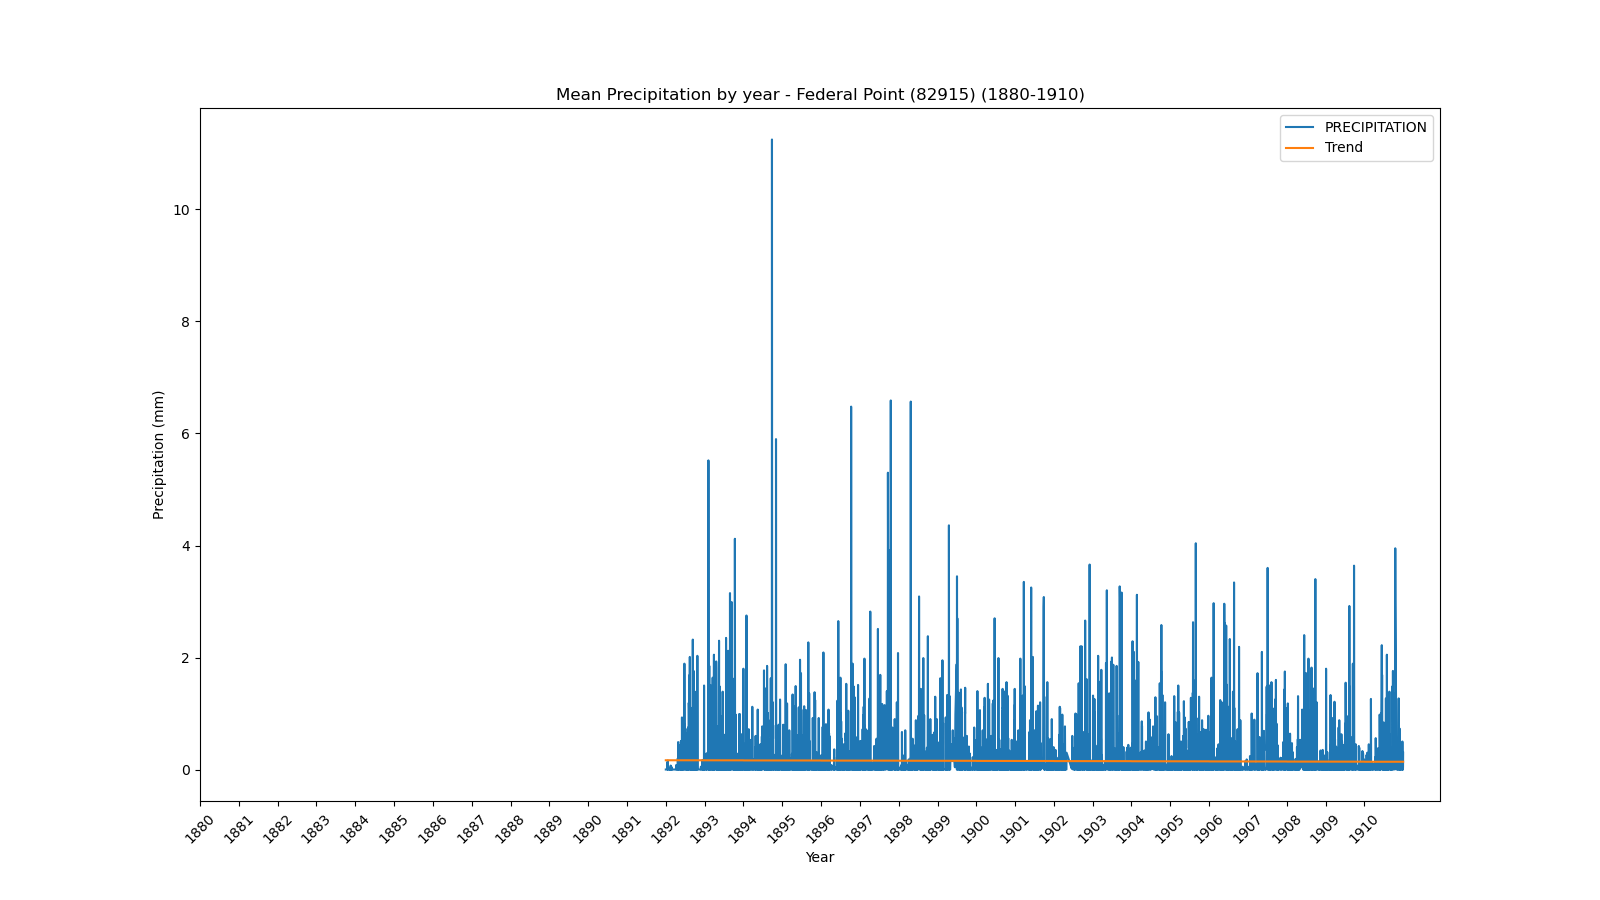 Mean Precipitation by year - Federal Point (82915) (1880-1910)
PRECIPITATION
Trend
10
8
6
4
2
0
Precipitation (mm)
1880 1881 1882 1883 1884 1885 1886 1887 1888 1889 1890 1891 1892 1893 1894 1895 1896 1897 1898 1899 1900 1901 1902 1903 1904 1905 1906 1907 1908 1909 1910
Year